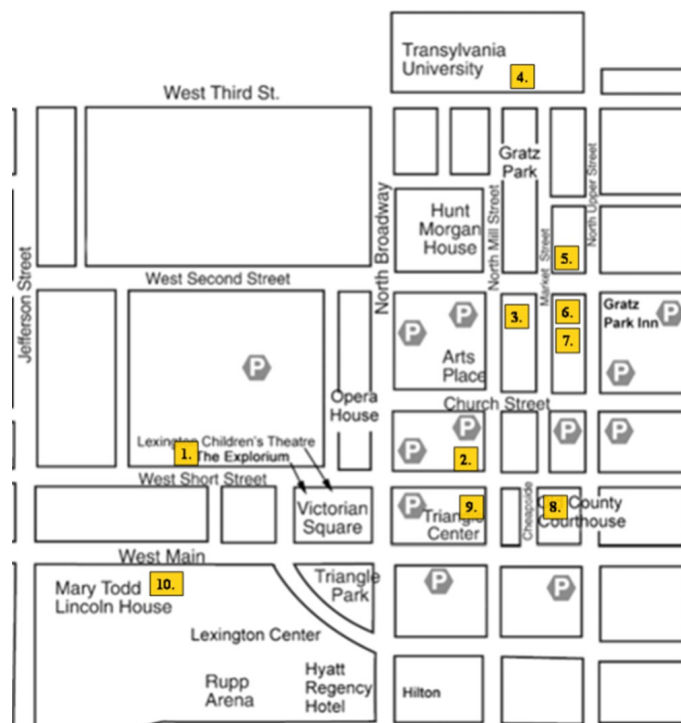 Transylvania
University
4.
West Third St.
Gratz
Park
North Upper Street
Hunt
Morgan
House
North Mill Street
Market Street
North Broadway
Jefferson Street
5.
West Second Street
3.
6.
7.
Gratz
Park Inn
P
P
P
P
P
Arts
Place
Opera
House
Church Street
Lexington Children's Theatre
1.
The Explorium
P
P
P
P
2.
West Short Street
Victorian
Square
P
9.
Triangle
Center
Cheapside
8.
County
Courthouse
West Main
Triangle
Park
P
P
Mary Todd
Lincoln House
10.
Lexington Center
Rupp
Arena
Hyatt
Regency
Hotel
Hilton